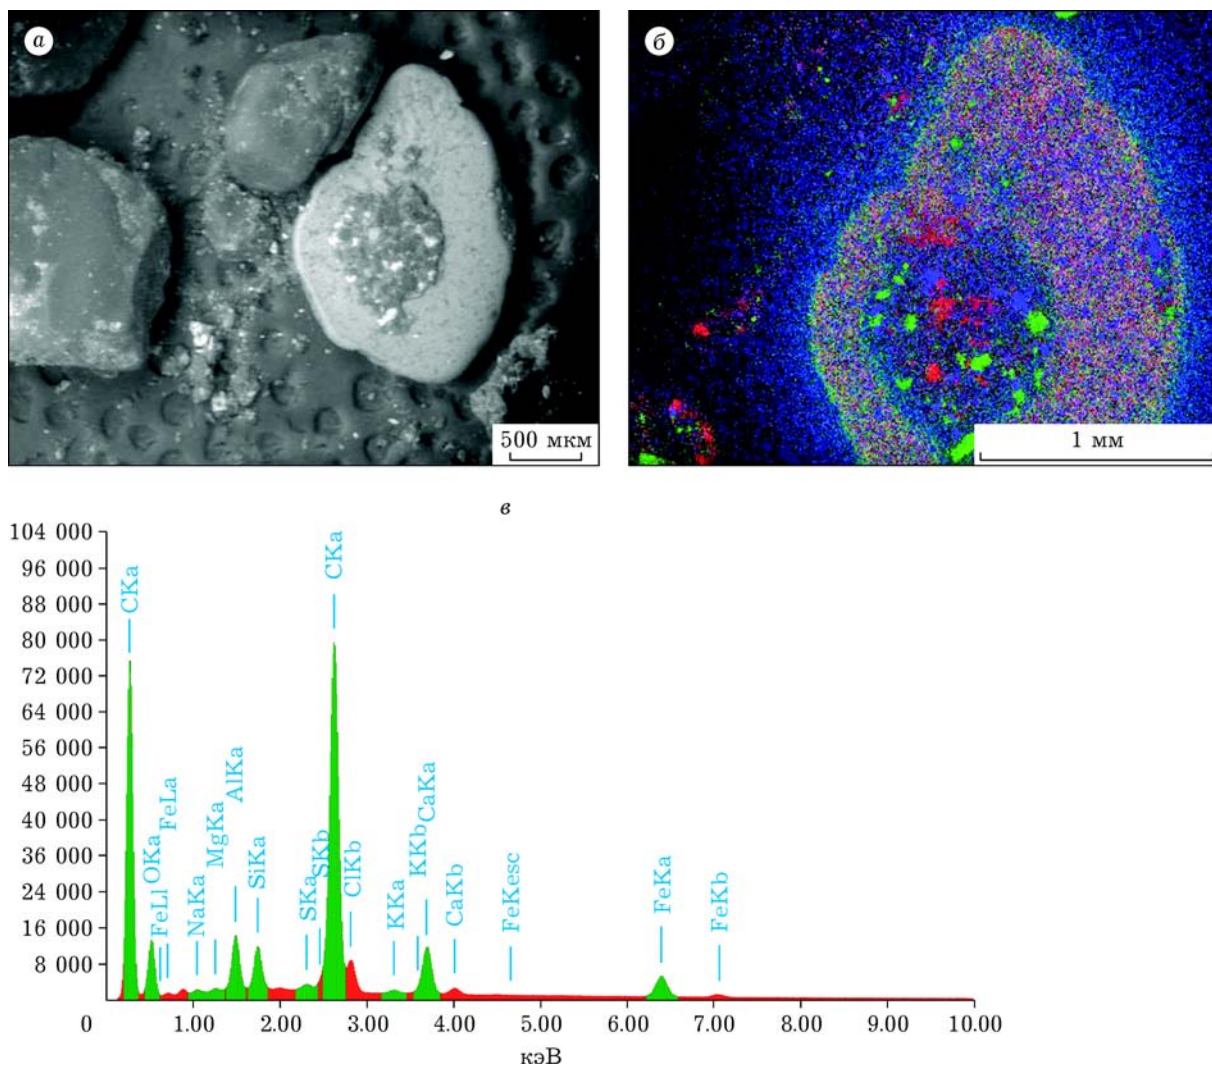 а
б
500 мкм
1 мм
в
104 000
96 000
88 000
80 000
72 000
64 000
56 000
48 000
40 000
36 000
24 000
16 000
8 000
CKa
OKa
FeLl
FeLa
NaKa
MgKa
AlKa
SiKa
SKa
SKb
CKa
ClKb
KKa
KKb
CaKa
CaKb
FeKesc
FeKa
FeKb
0
1.00
2.00
3.00
4.00
5.00
6.00
7.00
8.00
9.00
10.00
кэВ